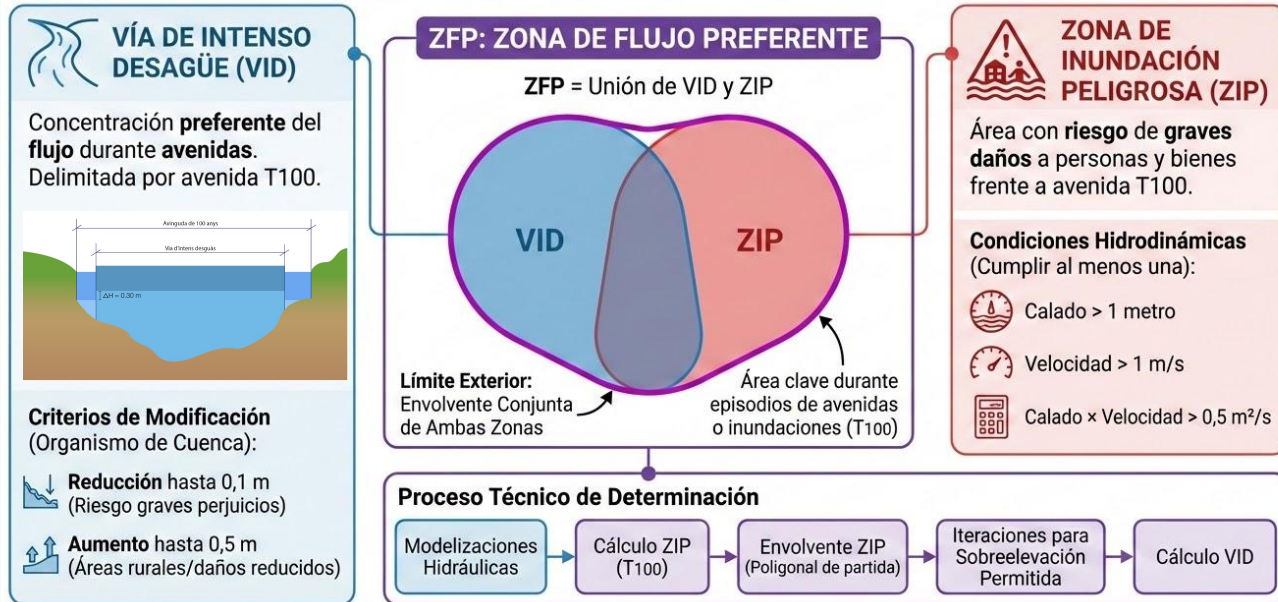 VÍA DE INTENSO
DESAGÜE (VID)
Concentración preferente del
flujo durante avenidas.
Delimitada por avenida T100.
Avinguda de 100 anys
Via d'intens desguàs
ΔH = 0.30 m
Criterios de Modificación
(Organismo de Cuenca):
Reducción hasta 0,1 m
(Riesgo graves perjuicios)
Aumento hasta 0,5 m
(Áreas rurales/daños reducidos)
ZFP: ZONA DE FLUJO PREFERENTE
ZFP = Unión de VID y ZIP
VID
ZIP
Límite Exterior:
Envolvente Conjunta
de Ambas Zonas
Área clave durante
episodios de avenidas
o inundaciones (T100)
ZONA DE
INUNDACIÓN
PELIGROSA (ZIP)
Área con riesgo de graves
daños a personas y bienes
frente a avenida T100.
Condiciones Hidrodinámicas
(Cumplir al menos una):
Calado > 1 metro
Velocidad > 1 m/s
Calado × Velocidad > 0,5 m²/s
Proceso Técnico de Determinación
Modelizaciones
Hidráulicas
Cálculo ZIP
(T100)
Envolvente ZIP
(Poligonal de partida)
Iteraciones para
Sobreelevación
Permitida
Cálculo VID